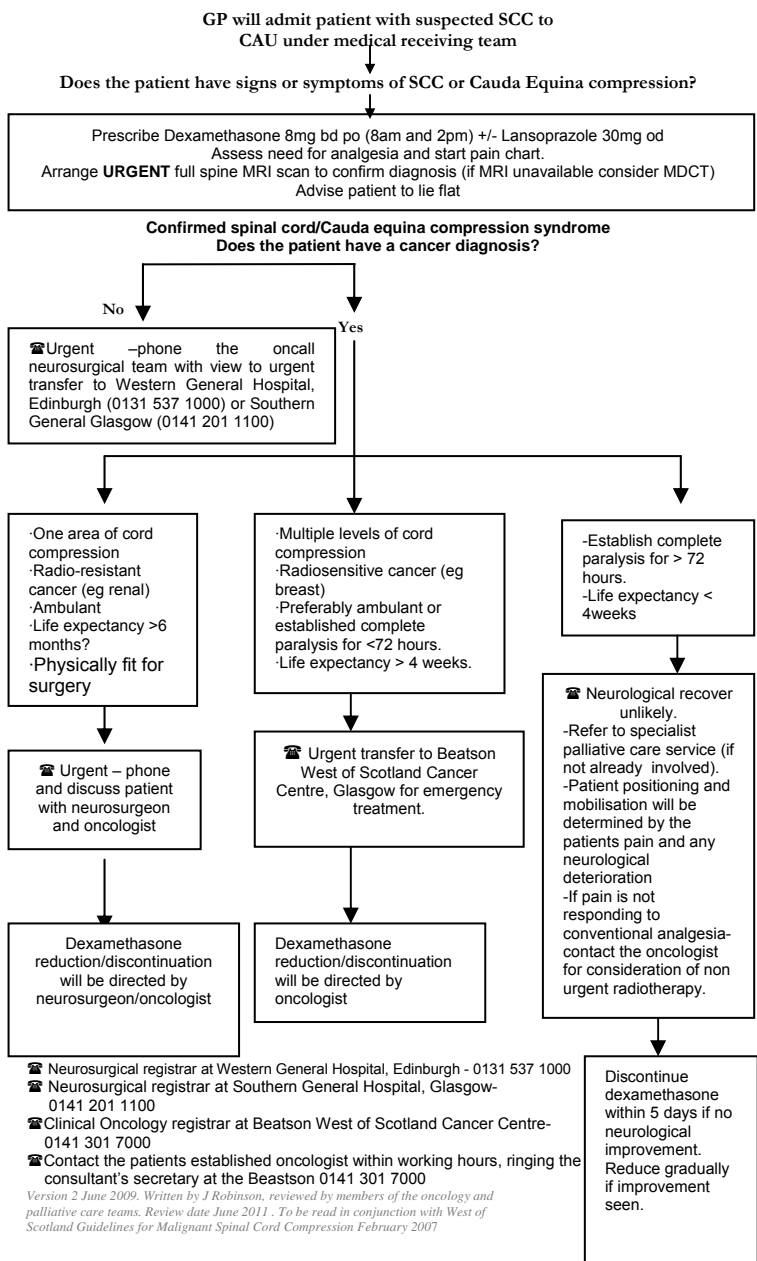 GP will admit patient with suspected SCC to
CAU under medical receiving team
Does the patient have signs or symptoms of SCC or Cauda Equina compression?
Prescribe Dexamethasone 8mg bd po (8am and 2pm) +/- Lansoprazole 30mg od
Assess need for analgesia and start pain chart.
Arrange URGENT full spine MRI scan to confirm diagnosis (if MRI unavailable consider MDCT)
Advise patient to lie flat
Confirmed spinal cord/Cauda equina compression syndrome
Does the patient have a cancer diagnosis?
No
Yes
☎Urgent –phone the oncall
neurosurgical team with view to urgent
transfer to Western General Hospital,
Edinburgh (0131 537 1000) or Southern
General Glasgow (0141 201 1100)
·One area of cord
compression
·Radio-resistant
cancer (eg renal)
·Ambulant
·Life expectancy >6
months?
·Physically fit for
surgery
·Multiple levels of cord
compression
·Radiosensitive cancer (eg
breast)
·Preferably ambulant or
established complete
paralysis for <72 hours.
·Life expectancy > 4 weeks.
-Establish complete
paralysis for > 72
hours.
-Life expectancy <
4weeks
☎ Urgent – phone
and discuss patient
with neurosurgeon
and oncologist
☎ Urgent transfer to Beatson
West of Scotland Cancer
Centre, Glasgow for emergency
treatment.
☎ Neurological recover
unlikely.
-Refer to specialist
palliative care service (if
not already involved).
-Patient positioning and
mobilisation will be
determined by the
patients pain and any
neurological
deterioration
-If pain is not
responding to
conventional analgesia-
contact the oncologist
for consideration of non
urgent radiotherapy.
Dexamethasone
reduction/discontinuation
will be directed by
neurosurgeon/oncologist
Dexamethasone
reduction/discontinuation
will be directed by
oncologist
Discontinue
dexamethasone
within 5 days if no
neurological
improvement.
Reduce gradually
if improvement
seen.
☎ Neurosurgical registrar at Western General Hospital, Edinburgh - 0131 537 1000
☎ Neurosurgical registrar at Southern General Hospital, Glasgow-
0141 201 1100
☎Clinical Oncology registrar at Beatson West of Scotland Cancer Centre-
0141 301 7000
☎Contact the patients established oncologist within working hours, ringing the
consultant's secretary at the Beastson 0141 301 7000
Version 2 June 2009. Written by J Robinson, reviewed by members of the oncology and
palliative care teams. Review date June 2011 . To be read in conjunction with West of
Scotland Guidelines for Malignant Spinal Cord Compression February 2007